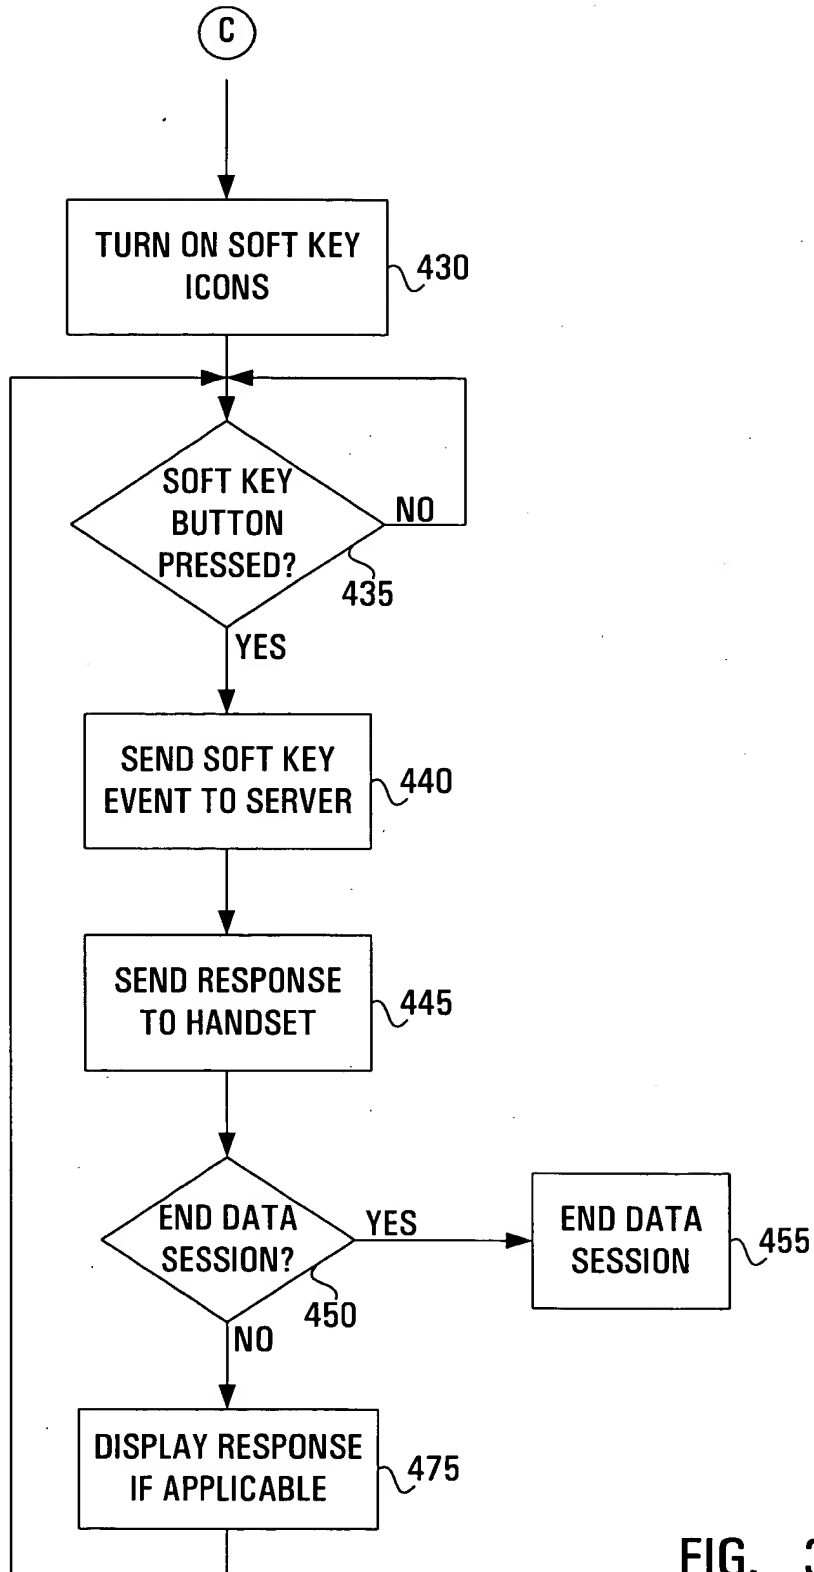 C
TURN ON SOFT KEY
ICONS
430
SOFT KEY
BUTTON
PRESSED?
NO
435
YES
SEND SOFT KEY
EVENT TO SERVER
440
SEND RESPONSE
TO HANDSET
445
END DATA
SESSION?
YES
450
END DATA
SESSION
455
NO
DISPLAY RESPONSE
IF APPLICABLE
475
FIG.